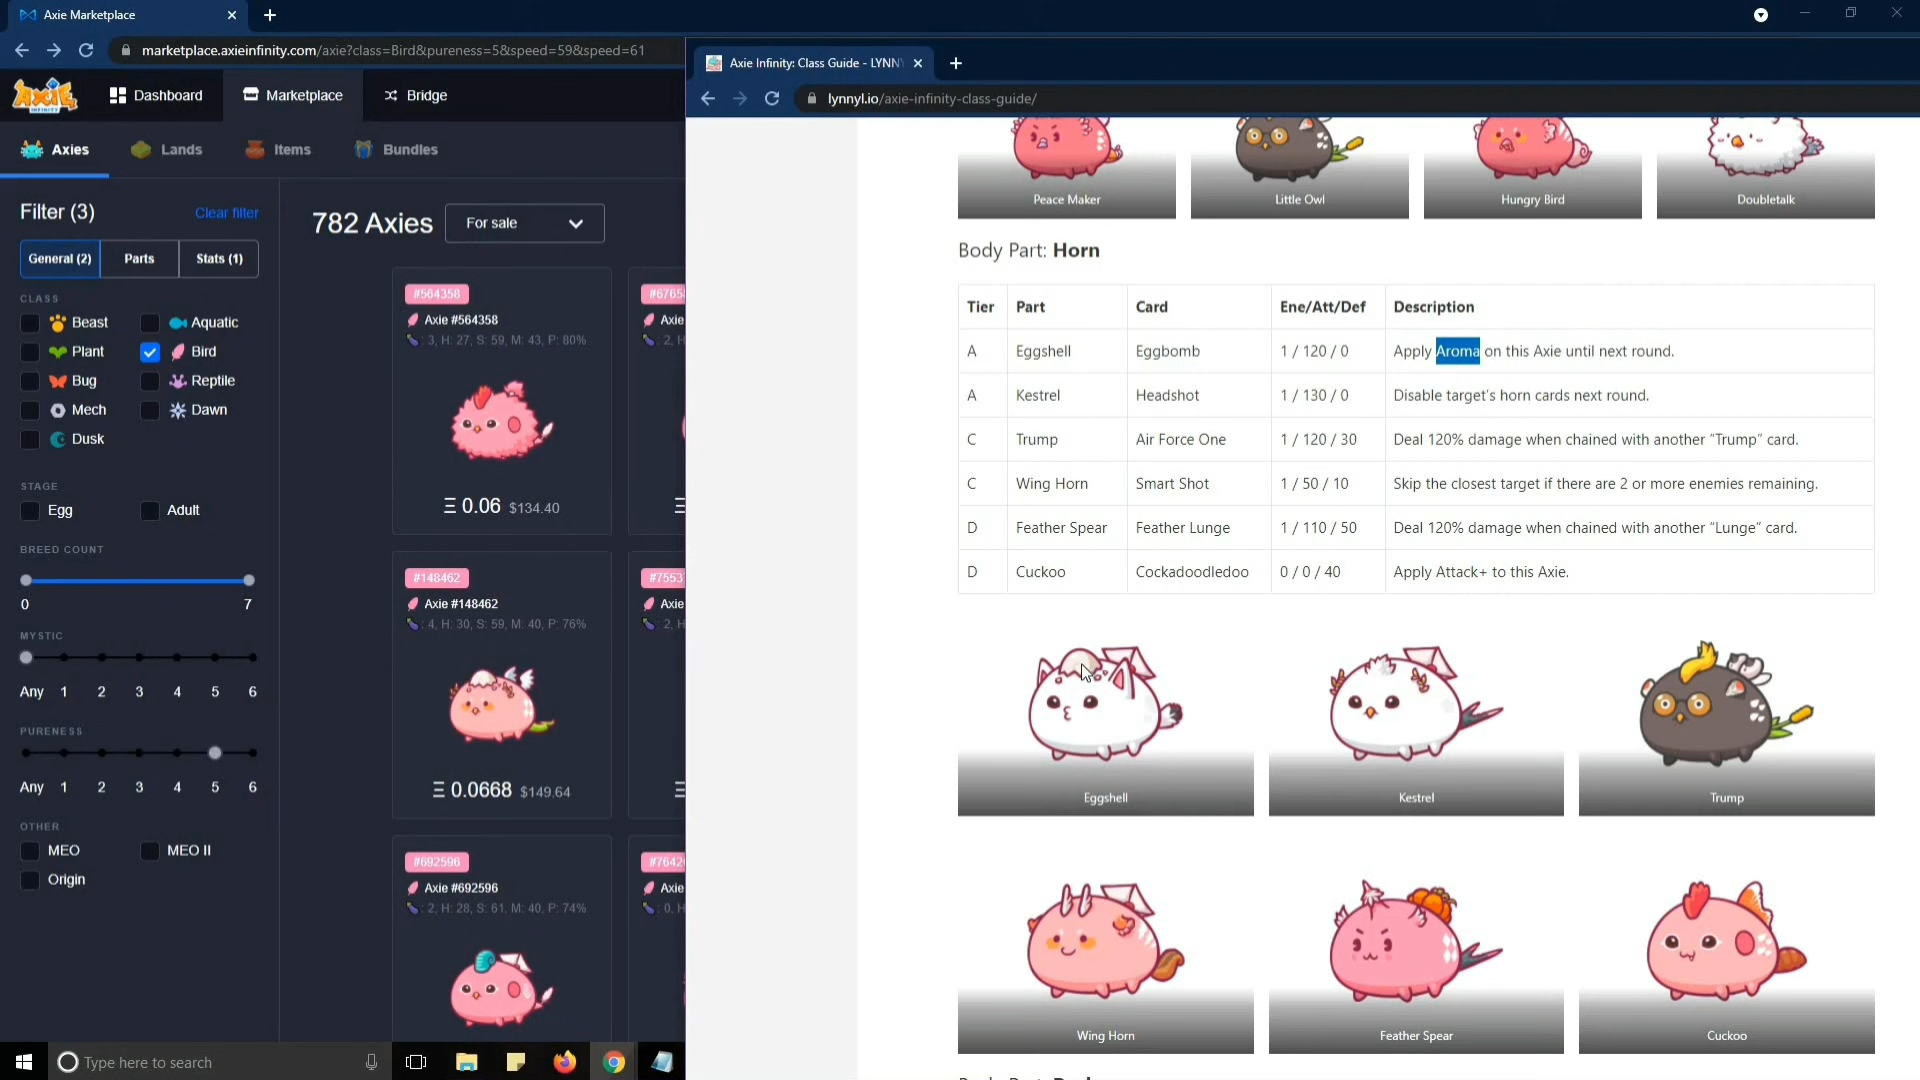 Axie Marketplace
marketplace.axieinfinity.com/axie?class=Bird&pureness=5&speed=59&speed=61
AXIE INFINITY
Dashboard
Marketplace
Bridge
Axies
Lands
Items
Bundles
Filter (3)
Clear filter
General (2)
Parts
Stats (1)
CLASS
Beast
Aquatic
Plant
Bird
Bug
Reptile
Mech
Dawn
Dusk
STAGE
Egg
Adult
BREED COUNT
0
7
MYSTIC
Any 1 2 3 4 5 6
PURENESS
Any 1 2 3 4 5 6
OTHER
MEO
MEO II
Origin
782 Axies
For sale
#564358
Axie #564358
: 3, H: 27, S: 59, M: 43, P: 80%
Ξ 0.06 $134.40
Axie
: 2, H
#148462
Axie #148462
: 4, H: 30, S: 59, M: 40, P: 76%
Ξ 0.0668 $149.64
Axie
: 2, H
#692596
Axie #692596
: 2, H: 28, S: 61, M: 40, P: 74%
Axie
: 0, H
Type here to search
Axie Infinity: Class Guide - LYNN
lynnyl.io/axie-infinity-class-guide/
Peace Maker
Little Owl
Hungry Bird
Doubletalk
Body Part: Horn
Tier Part Card Ene/Att/Def Description
A Eggshell Eggbomb 1 / 120 / 0 Apply Aroma on this Axie until next round.
A Kestrel Headshot 1 / 130 / 0 Disable target's horn cards next round.
C Trump Air Force One 1 / 120 / 30 Deal 120% damage when chained with another "Trump" card.
C Wing Horn Smart Shot 1 / 50 / 10 Skip the closest target if there are 2 or more enemies remaining.
D Feather Spear Feather Lunge 1 / 110 / 50 Deal 120% damage when chained with another "Lunge" card.
D Cuckoo Cockadoodledoo 0 / 0 / 40 Apply Attack+ to this Axie.
Eggshell
Kestrel
Trump
Wing Horn
Feather Spear
Cuckoo